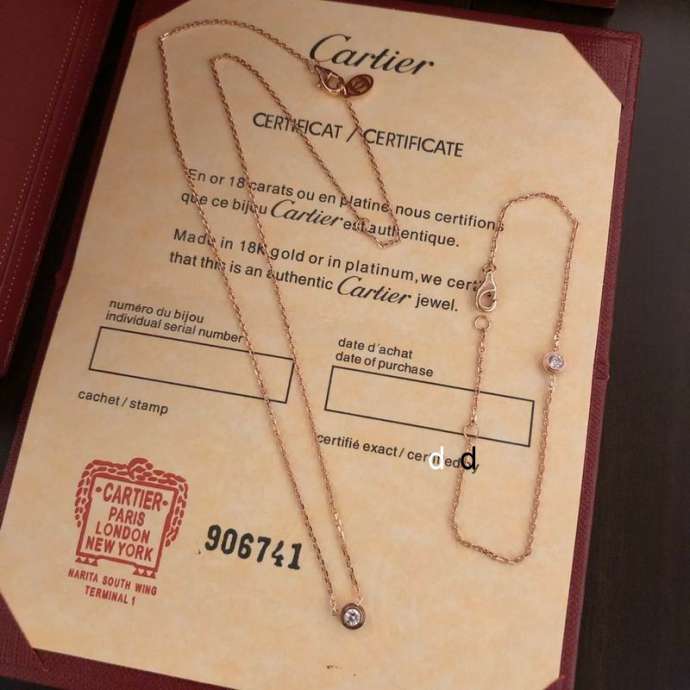 Cartier
CERTIFICAT / CERTIFICATE
En or 18 carats ou en platine, nous certifions
que ce bijou Cartier est authentique.
Made in 18K gold or in platinum, we cer
that this is an authentic Cartier jewel.
numéro du bijou
individual serial number
date d'achat
date of purchase
cachet / stamp
certifié exact / certified by
d d
CARTIER
PARIS
LONDON
NEW YORK
NARITA SOUTH WING
TERMINAL 1
906741